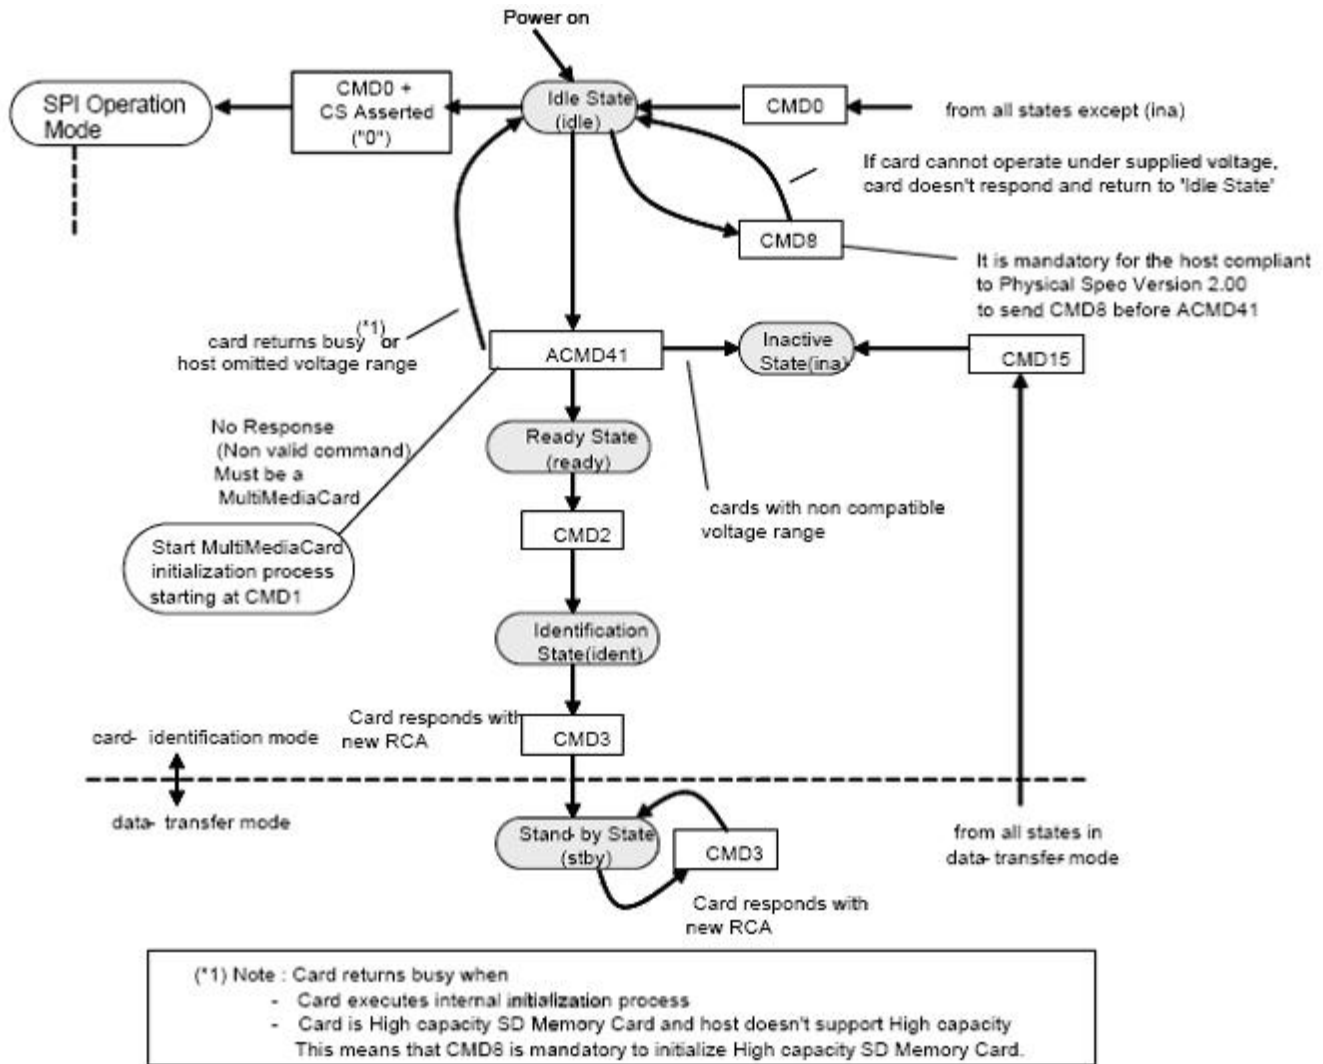 Power on
SPI Operation
Mode
CMD0 +
CS Asserted
("0")
Idle State
(idle)
CMD0
from all states except (ina)
If card cannot operate under supplied voltage,
card doesn't respond and return to 'Idle State'
CMD8
It is mandatory for the host compliant
to Physical Spec Version 2.00
to send CMD8 before ACMD41
card returns busy (*1) or
host omitted voltage range
ACMD41
Inactive
State(ina)
CMD15
No Response
(Non valid command)
Must be a
MultiMediaCard
Ready State
(ready)
cards with non compatible
voltage range
CMD2
Start MultiMediaCard
initialization process
starting at CMD1
Identification
State(ident)
Card responds with
new RCA
CMD3
card- identification mode
data- transfer mode
Stand- by State
(stby)
CMD3
from all states in
data-transfer mode
Card responds with
new RCA
(*1) Note : Card returns busy when
- Card executes internal initialization process
- Card is High capacity SD Memory Card and host doesn't support High capacity
This means that CMD8 is mandatory to initialize High capacity SD Memory Card.